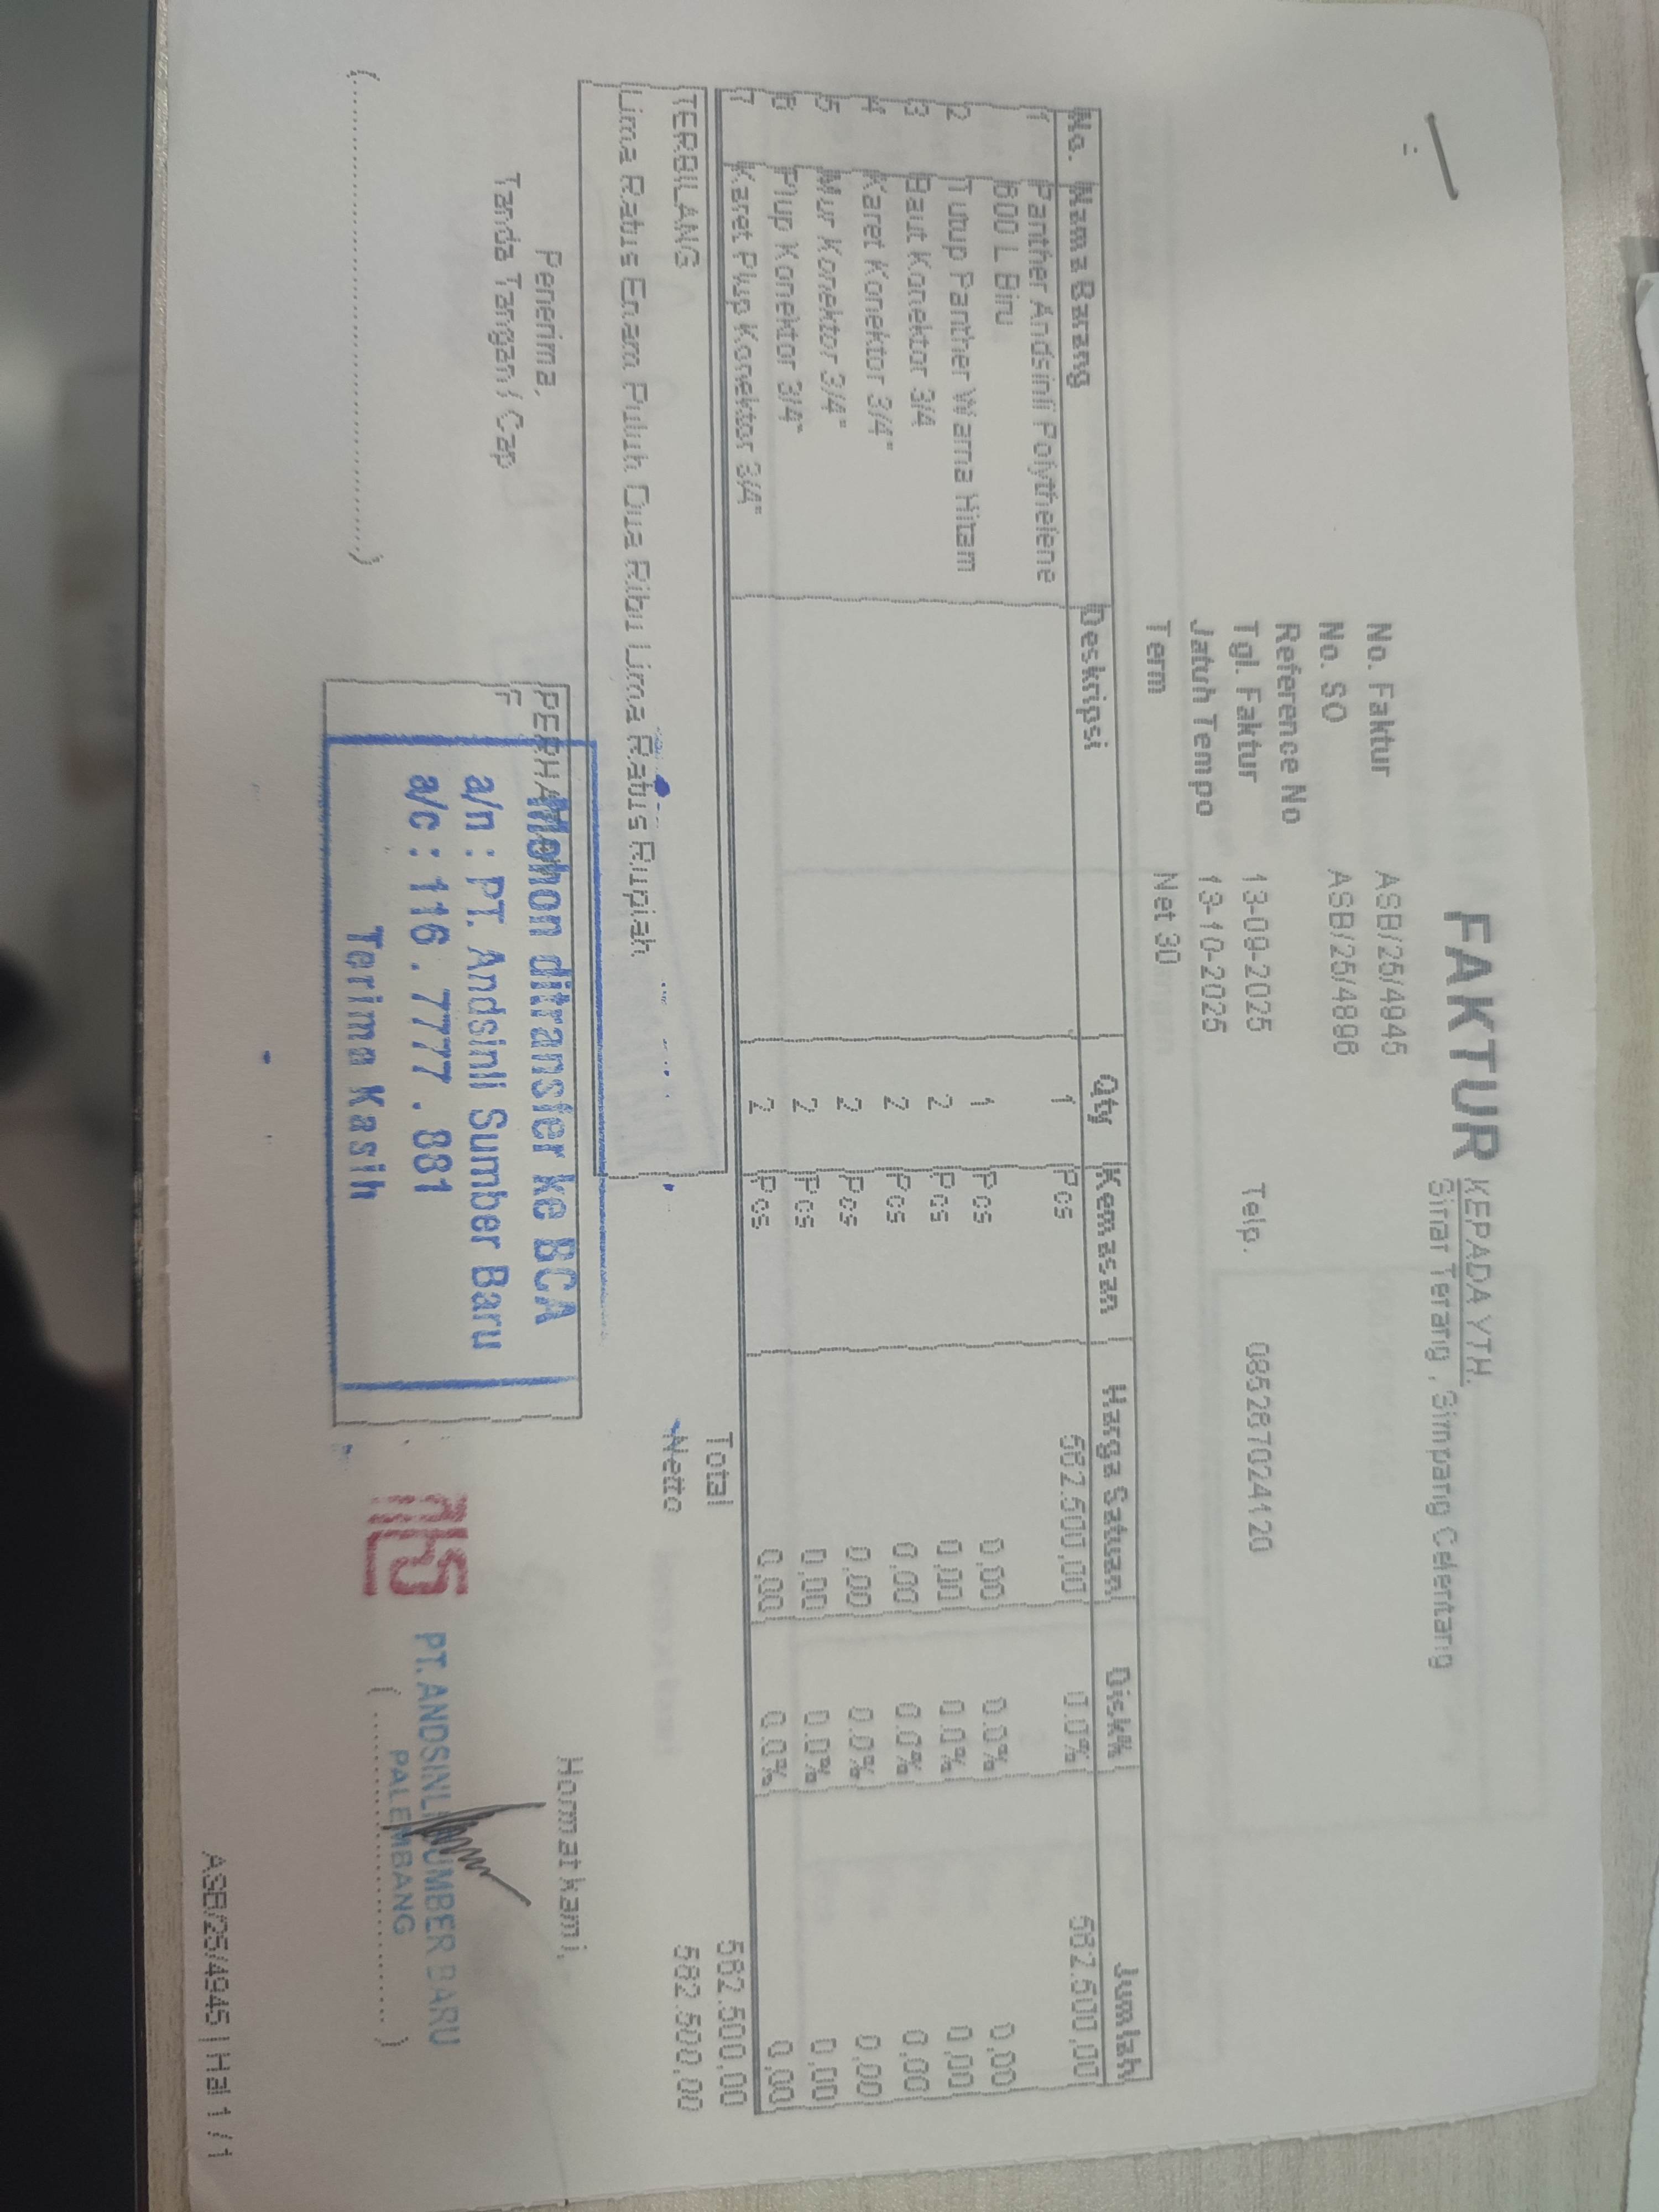 FAKTUR
KEPADA YTH.
Sinar Terang , Simpang Celentang
No. Faktur ASB/25/4945
No. SO ASB/25/4896
Reference No
Tgl. Faktur 13-09-2025 Telp. 085287024120
Jatuh Tempo 13-10-2025
Term Net 30
No. Nama Barang Deskripsi Qty Kemasan Harga Satuan Disk% Jumlah
1 Panther Andsinli Polythelene 1 Pcs 562.500,00 0.0% 562.500,00
600 L Biru
2 Tutup Panther Warna Hitam 1 Pcs 0,00 0.0% 0,00
3 Baut Konektor 3/4 2 Pcs 0,00 0.0% 0,00
4 Karet Konektor 3/4" 2 Pcs 0,00 0.0% 0,00
5 Mur Konektor 3/4" 2 Pcs 0,00 0.0% 0,00
6 Plup Konektor 3/4" 2 Pcs 0,00 0.0% 0,00
7 Karet Plup Konektor 3/4" 2 Pcs 0,00 0.0% 0,00
TERBILANG Total 562.500,00
Lima Ratus Enam Puluh Dua Ribu Lima Ratus Rupiah Netto 562.500,00
Penerima, Hormat kami,
Tanda Tangan / Cap
Mohon ditransfer ke BCA
a/n : PT. Andsinli Sumber Baru
a/c : 116 . 7777 . 881
Terima Kasih
PT. ANDSINLI SUMBER BARU
PALEMBANG
ASB/25/4945 | Hal 1 / 1